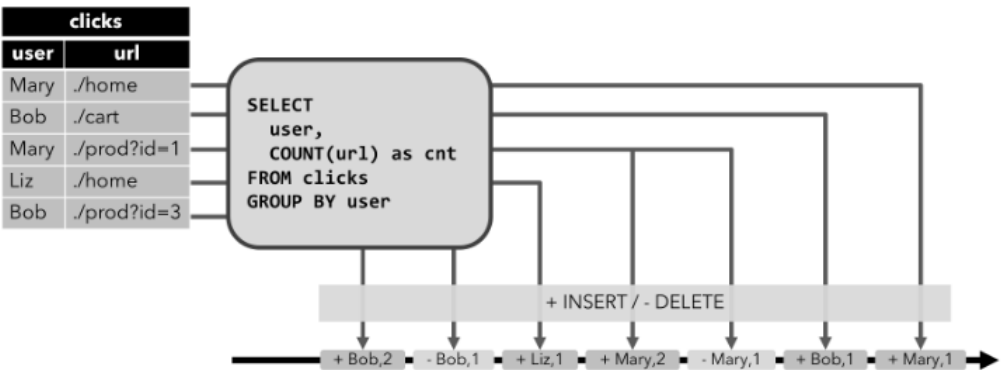 clicks
user url
Mary ./home
Bob ./cart
Mary ./prod?id=1
Liz ./home
Bob ./prod?id=3
SELECT
user,
COUNT(url) as cnt
FROM clicks
GROUP BY user
+ INSERT / - DELETE
+ Bob,2 - Bob,1 + Liz,1 + Mary,2 - Mary,1 + Bob,1 + Mary,1